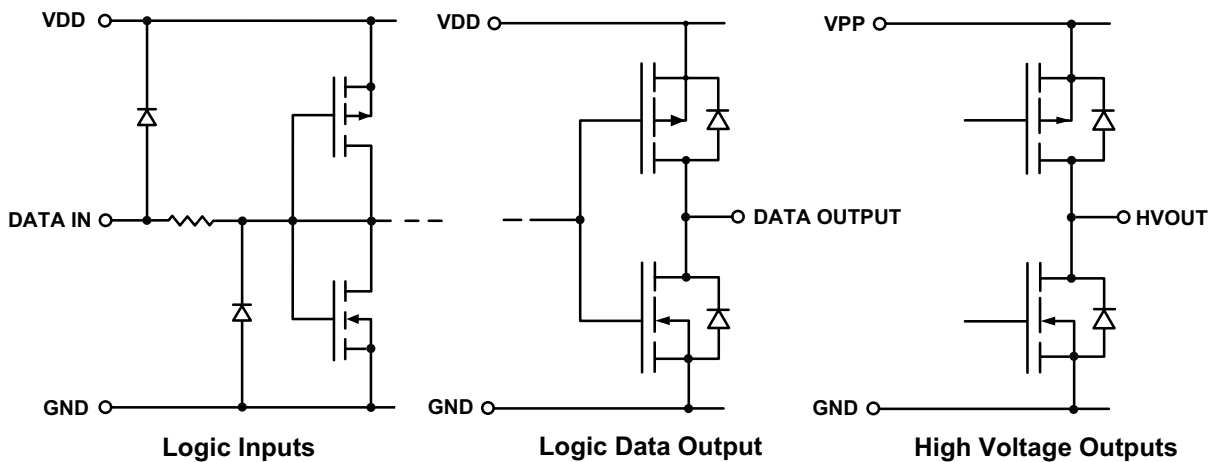 VDD
DATA IN
GND
Logic Inputs
VDD
DATA OUTPUT
GND
Logic Data Output
VPP
HVOUT
GND
High Voltage Outputs